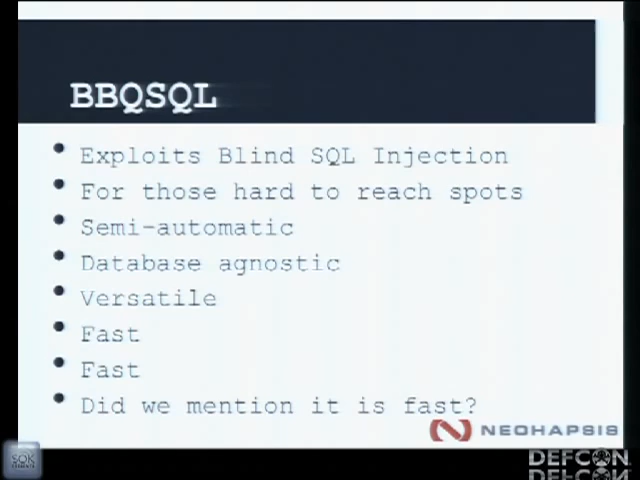 BBQSQL
• Exploits Blind SQL Injection
• For those hard to reach spots
• Semi-automatic
• Database agnostic
• Versatile
• Fast
• Fast
• Did we mention it is fast?
NEOHAPSIS
SOK
DEFCON